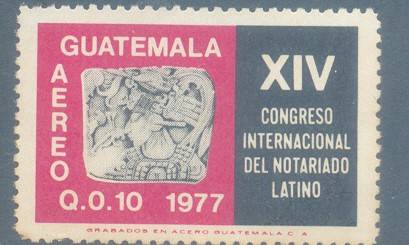 GUATEMALA
AEREO
Q.0.10 1977
XIV
CONGRESO
INTERNACIONAL
DEL NOTARIADO
LATINO
GRABADOS EN ACERO GUATEMALA C. A